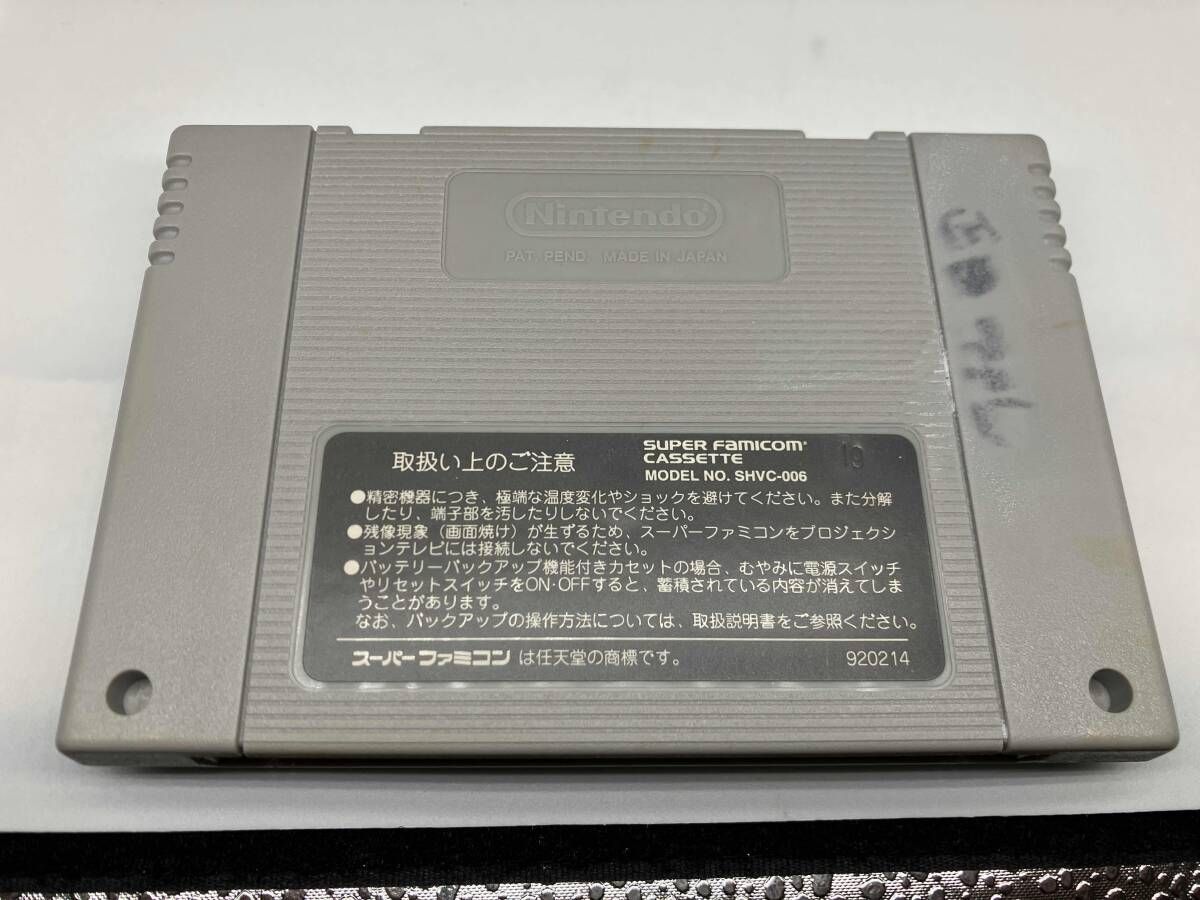 Nintendo
PAT. PEND. MADE IN JAPAN
取扱い上のご注意
SUPER FAMICOM
CASSETTE
MODEL NO. SHVC-006
19
●精密機器につき、極端な温度変化やショックを避けてください。また分解
したり、端子部を汚したりしないでください。
●残像現象（画面焼け）が生ずるため、スーパーファミコンをプロジェクシ
ョンテレビには接続しないでください。
●バッテリーバックアップ機能付きカセットの場合、むやみに電源スイッチ
やリセットスイッチをON·OFFすると、蓄積されている内容が消えてしま
うことがあります。
なお、バックアップの操作方法については、取扱説明書をご参照ください。
スーパーファミコンは任天堂の商標です。
920214